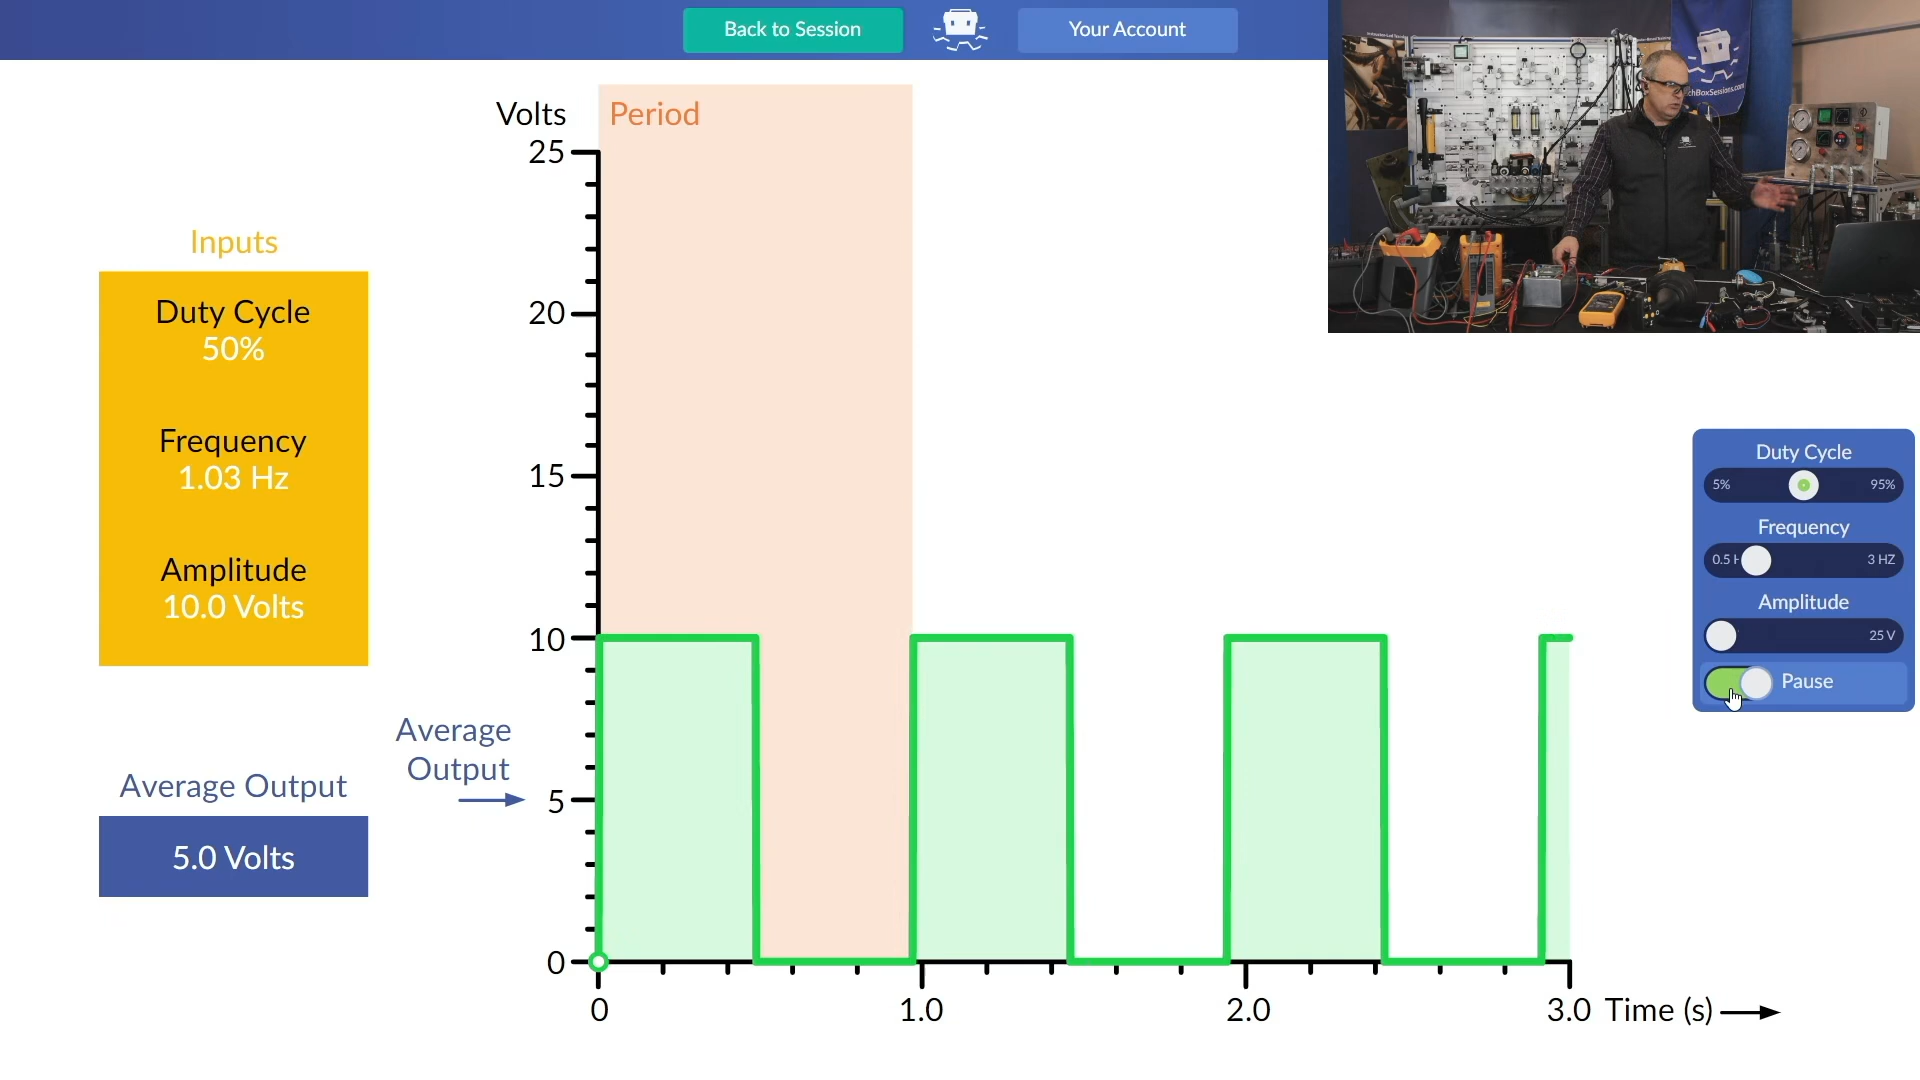 Back to Session
Your Account
Volts
Period
25
20
15
10
5
0
Inputs
Duty Cycle
50%
Frequency
1.03 Hz
Amplitude
10.0 Volts
Average Output
5.0 Volts
Average
Output
0
1.0
2.0
3.0
Time (s)
Duty Cycle
5%
95%
Frequency
0.5 H
3 HZ
Amplitude
25 V
Pause
chBoxSessions.com